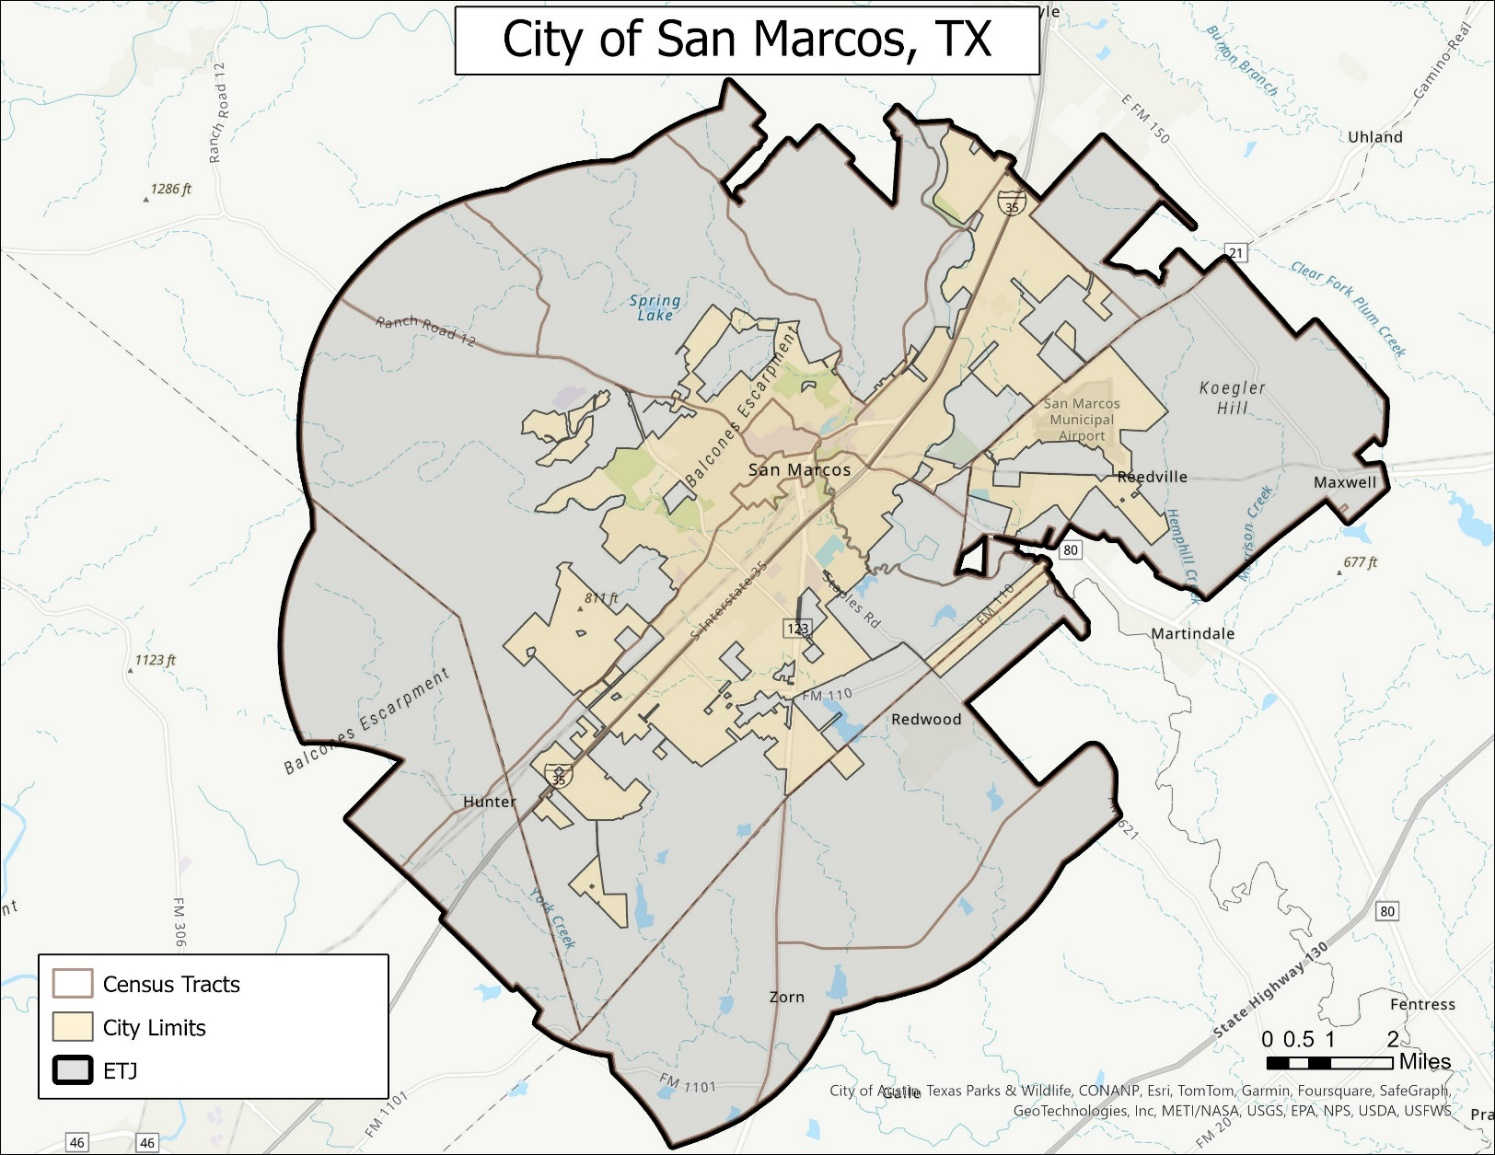 City of San Marcos, TX
yle
Burton Branch
Camino Real
Ranch Road 12
E FM 150
Uhland
1286 ft
35
21
Clear Fork Plum Creek
Spring
Lake
Ranch Road 12
Balcones Escarpment
Koegler
Hill
San Marcos
Municipal
Airport
San Marcos
Reedville
Maxwell
Hemphill Creek
Morrison Creek
80
677 ft
811 ft
S Interstate 35
Staples Rd
FM 110
123
Martindale
1123 ft
Balcones Escarpment
FM 110
Redwood
35
Hunter
FM 621
York Creek
nt
FM 306
80
State Highway 130
Zorn
Fentress
Census Tracts
City Limits
ETJ
0 0.5 1 2
Miles
FM 1101
FM 1101
City of Austin, Texas Parks & Wildlife, CONANP, Esri, TomTom, Garmin, Foursquare, SafeGraph,
GeoTechnologies, Inc, METI/NASA, USGS, EPA, NPS, USDA, USFWS
Pra
FM 20
46
46